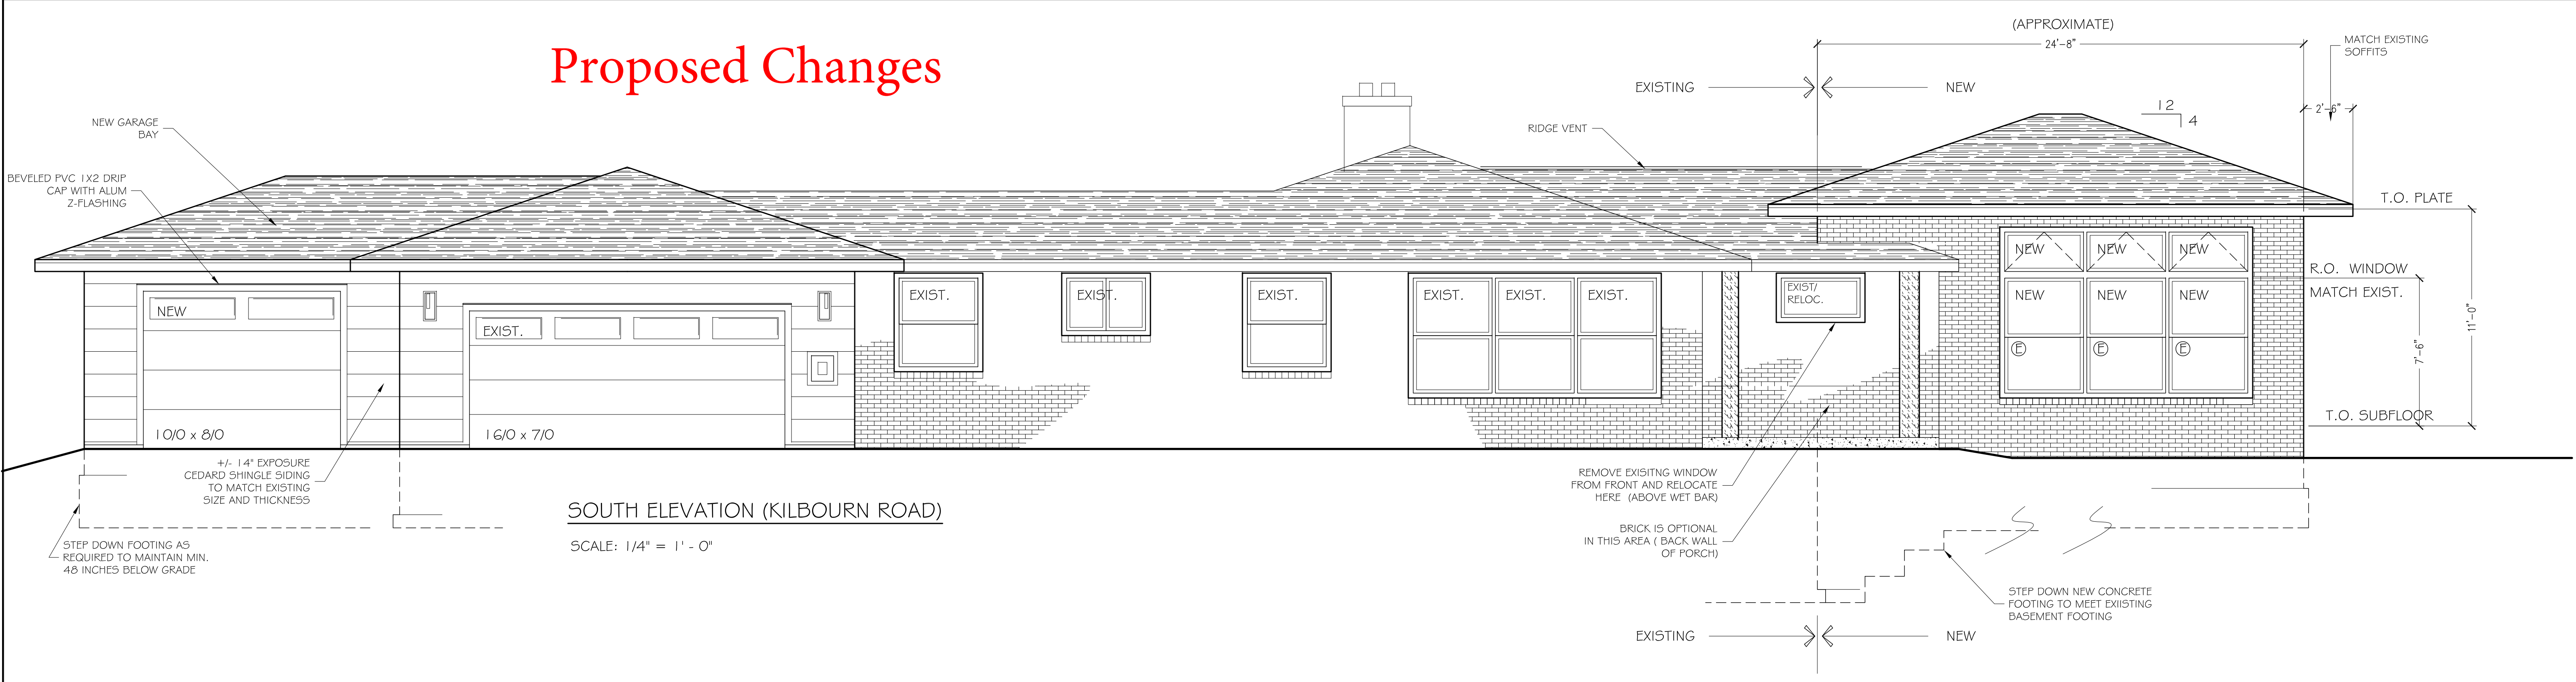 Proposed Changes
(APPROXIMATE)
24'-8"
MATCH EXISTING
SOFFITS
EXISTING
NEW
2'-6"
12
4
NEW GARAGE
BAY
RIDGE VENT
BEVELED PVC 1X2 DRIP
CAP WITH ALUM
Z-FLASHING
T.O. PLATE
NEW
NEW
NEW
R.O. WINDOW
MATCH EXIST.
NEW
EXIST.
EXIST.
EXIST.
EXIST.
EXIST.
EXIST.
EXIST.
EXIST/
RELOC.
NEW
NEW
NEW
11'-0"
7'-6"
E
E
E
T.O. SUBFLOOR
10/0 x 8/0
16/0 x 7/0
+/- 14" EXPOSURE
CEDARD SHINGLE SIDING
TO MATCH EXISTING
SIZE AND THICKNESS
REMOVE EXISITNG WINDOW
FROM FRONT AND RELOCATE
HERE (ABOVE WET BAR)
SOUTH ELEVATION (KILBOURN ROAD)
SCALE: 1/4" = 1' - 0"
BRICK IS OPTIONAL
IN THIS AREA ( BACK WALL
OF PORCH)
STEP DOWN FOOTING AS
REQUIRED TO MAINTAIN MIN.
48 INCHES BELOW GRADE
STEP DOWN NEW CONCRETE
FOOTING TO MEET EXIISTING
BASEMENT FOOTING
EXISTING
NEW